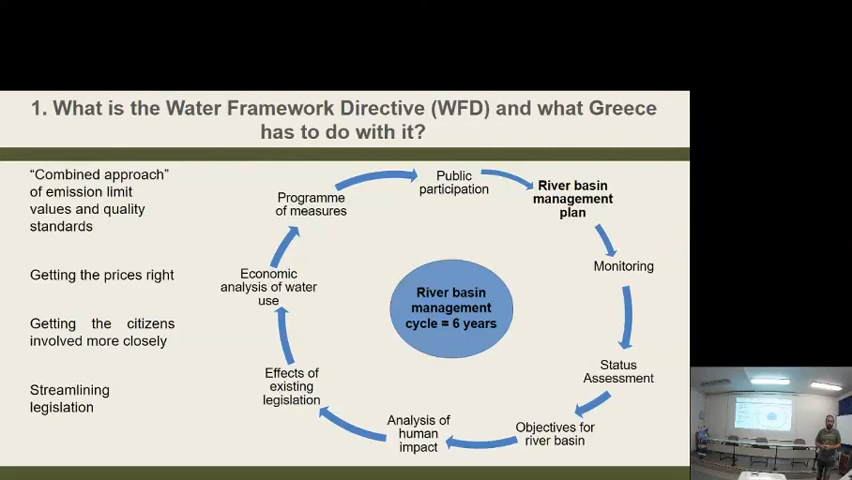 1. What is the Water Framework Directive (WFD) and what Greece
has to do with it?
“Combined approach”
of emission limit
values and quality
standards
Getting the prices right
Getting the citizens
involved more closely
Streamlining
legislation
Public
participation
River basin
management
plan
Monitoring
Status
Assessment
Objectives for
river basin
Analysis of
human
impact
Effects of
existing
legislation
Economic
analysis of water
use
Programme
of measures
River basin
management
cycle = 6 years